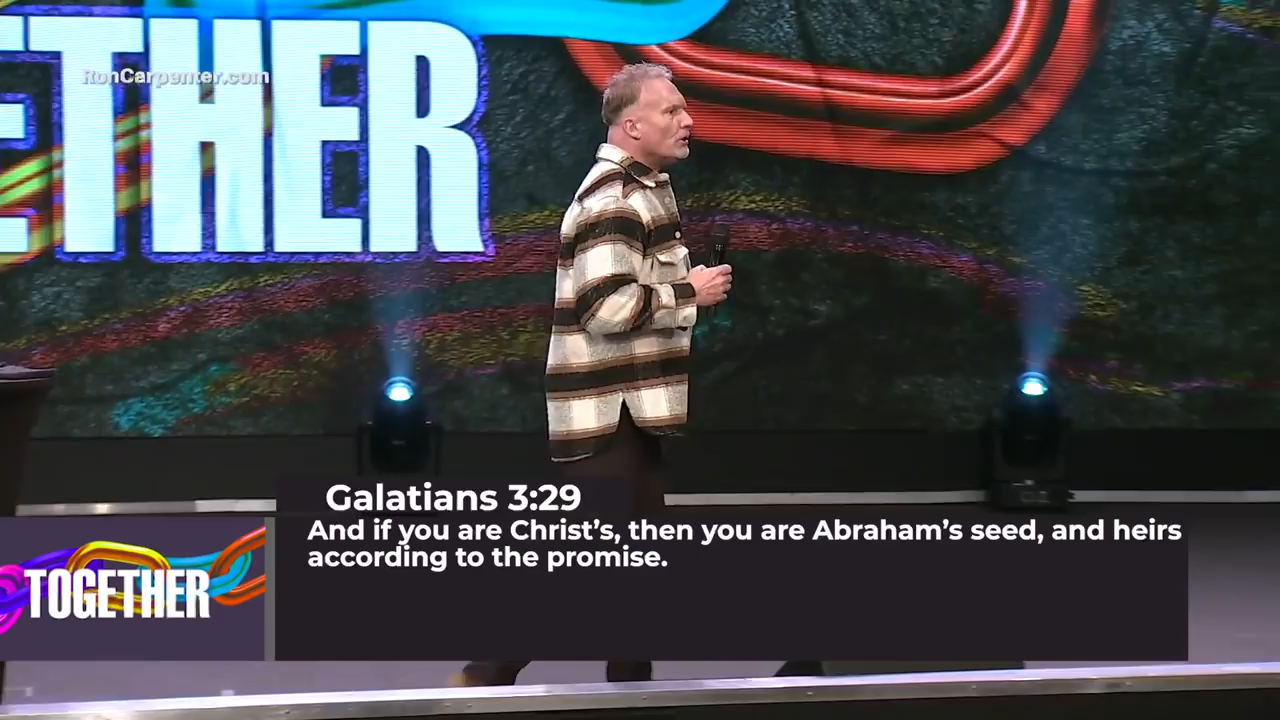 RonCarpenter.com
ETHER
Galatians 3:29
And if you are Christ's, then you are Abraham's seed, and heirs
according to the promise.
TOGETHER